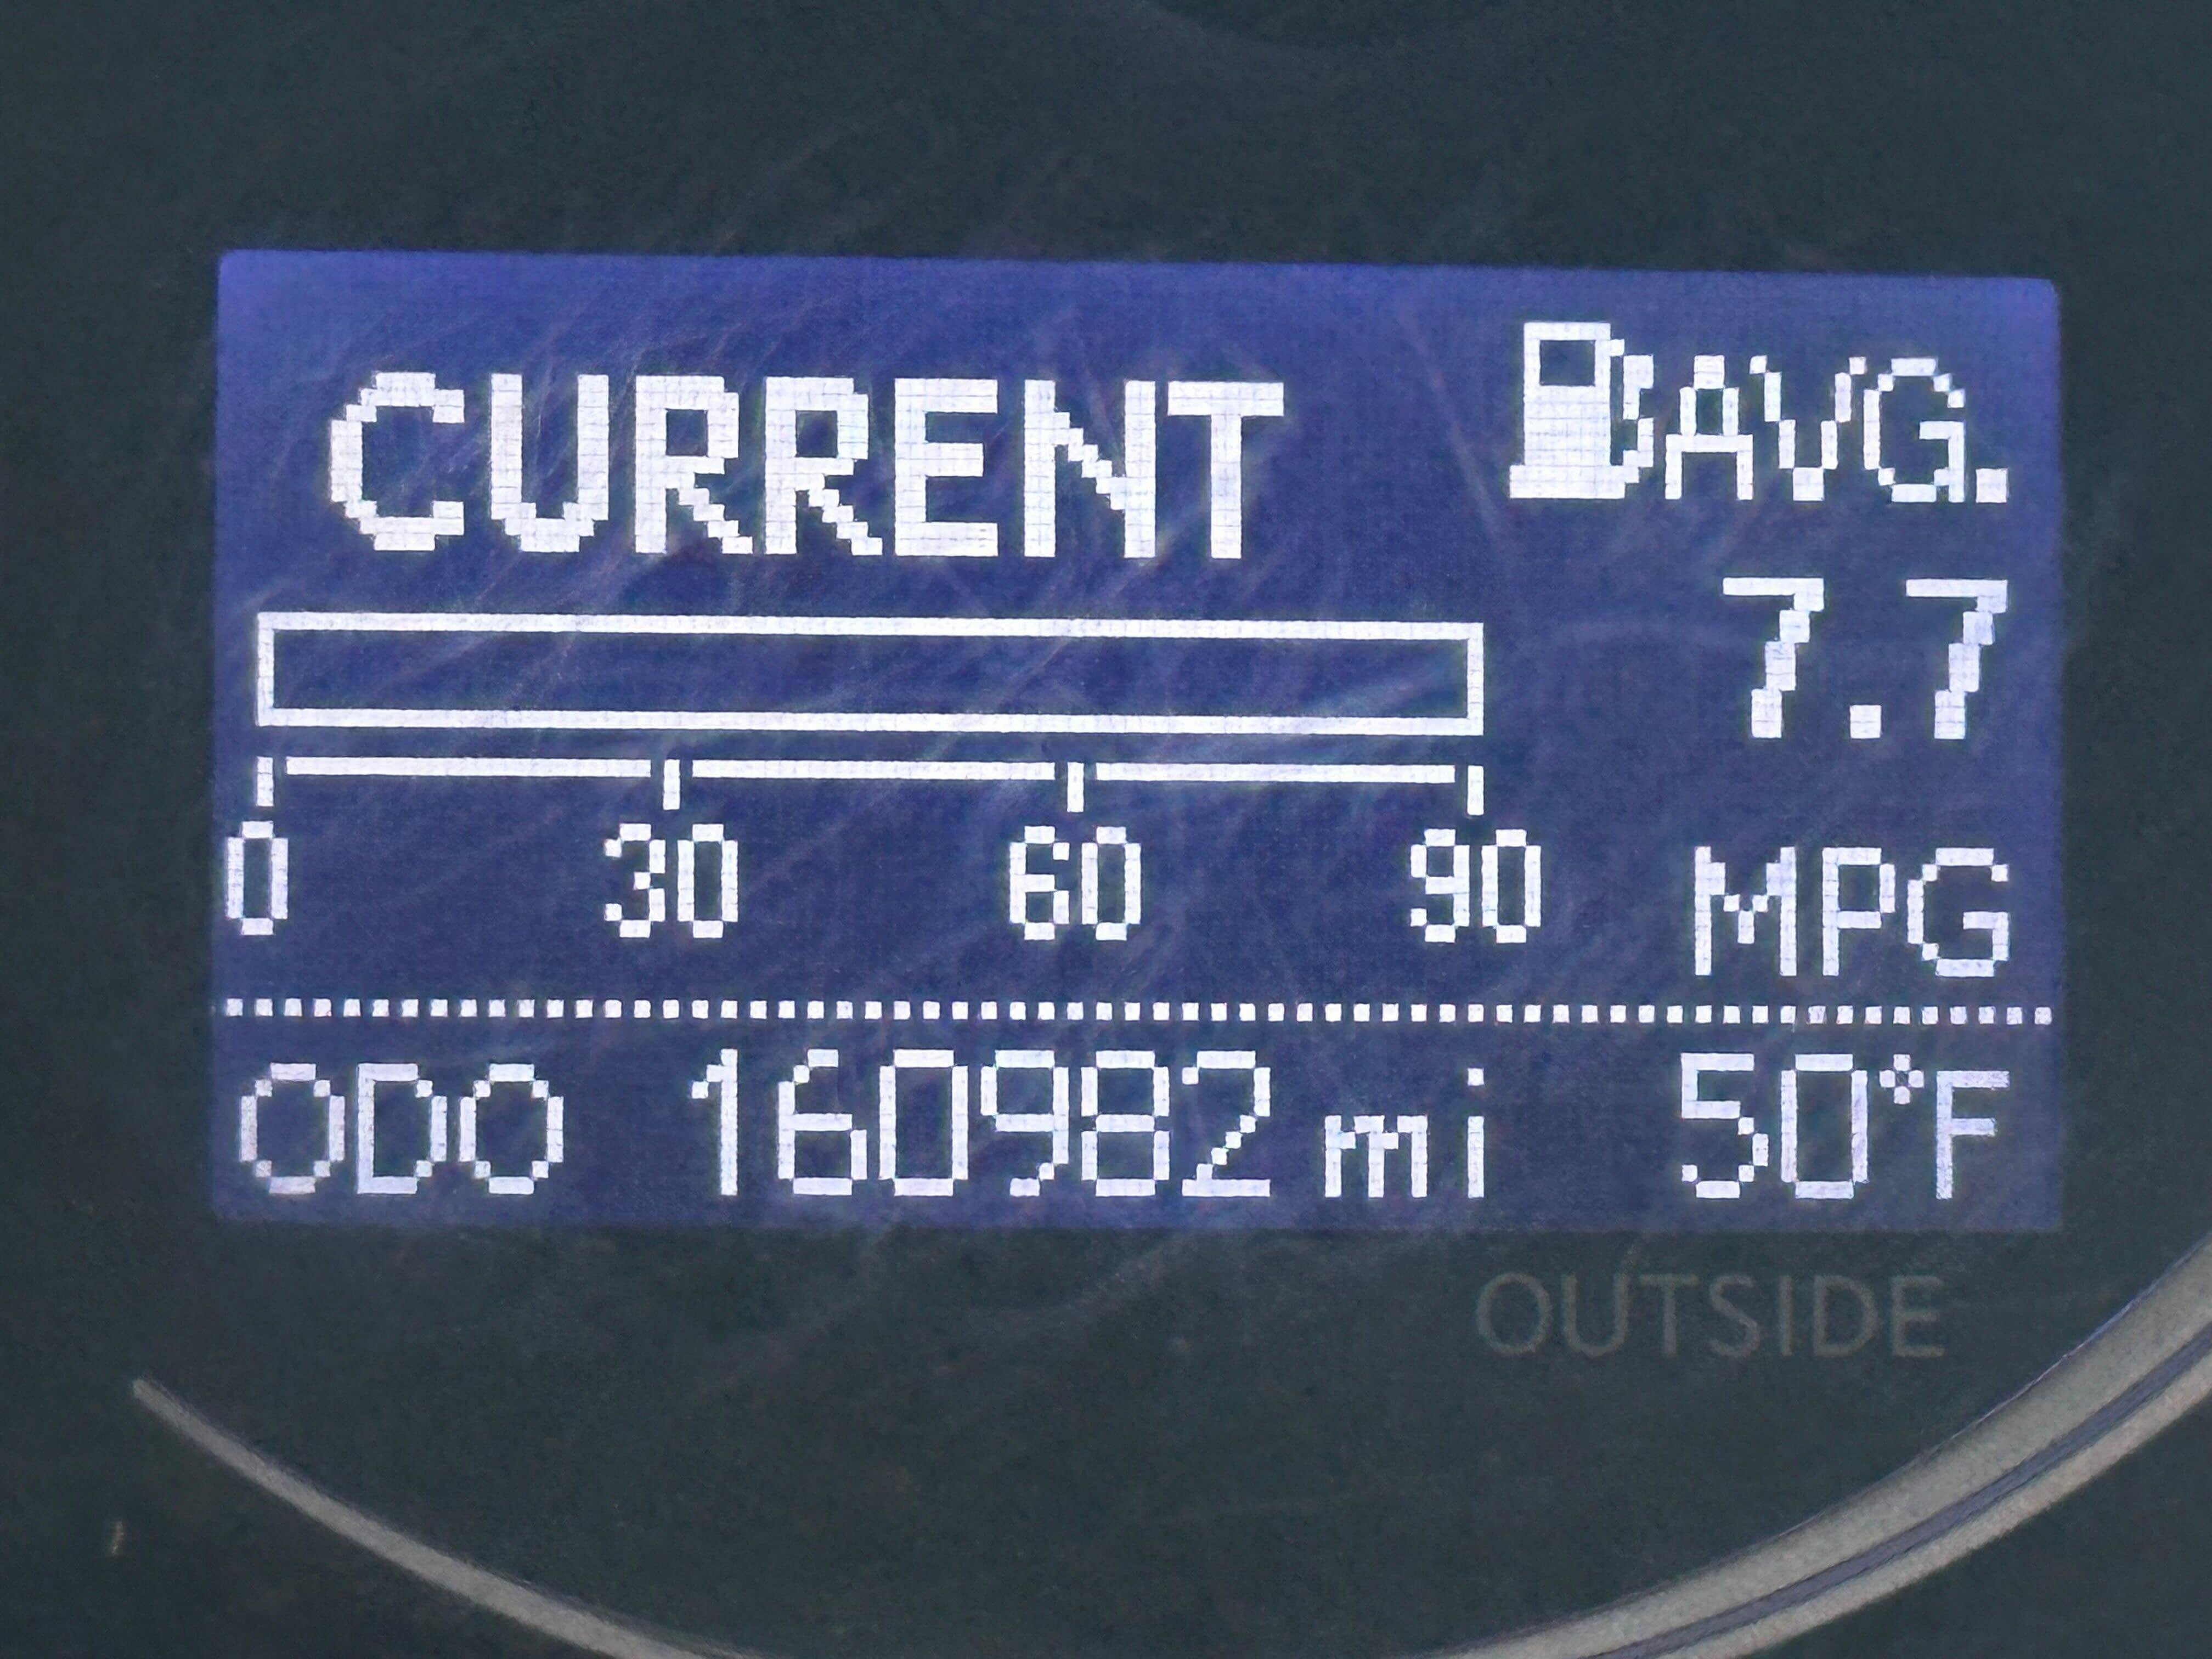 CURRENT
AVG.
7.7
MPG
0 30 60 90
ODO 160982 mi 50°F
OUTSIDE